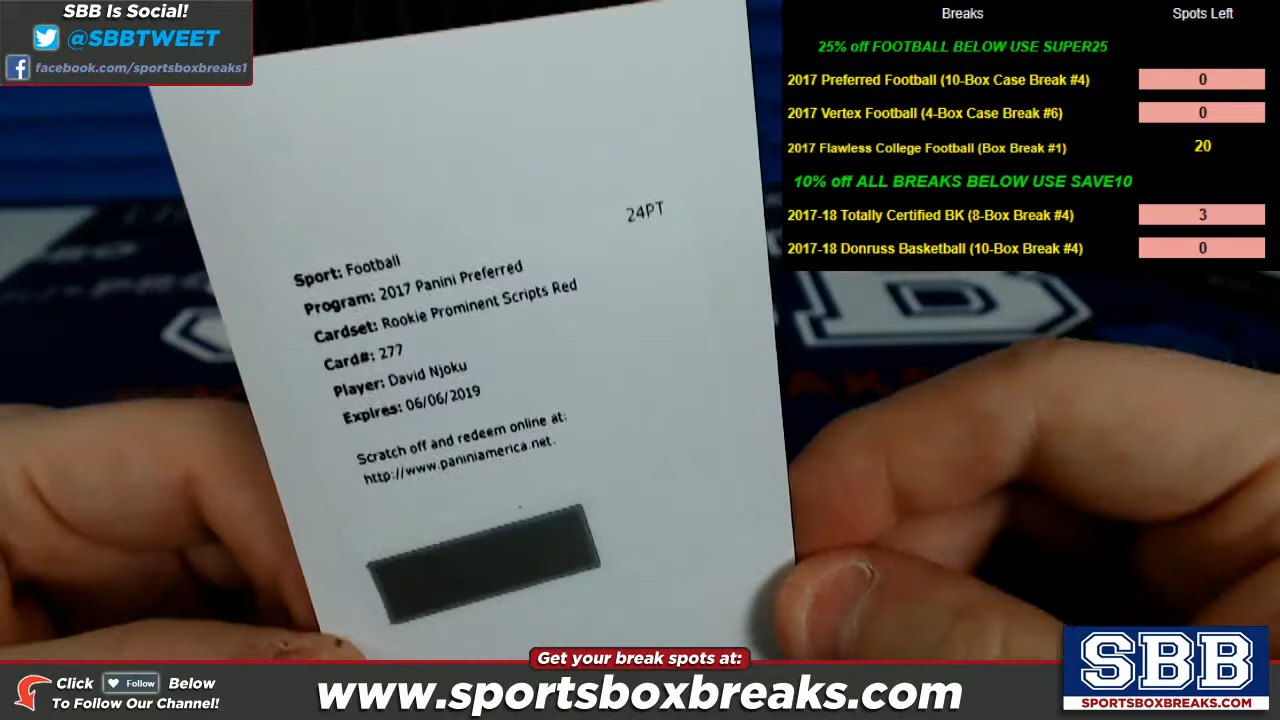 SBB Is Social!
@SBBTWEET
facebook.com/sportsboxbreaks1
Breaks Spots Left
25% off FOOTBALL BELOW USE SUPER25
2017 Preferred Football (10-Box Case Break #4) 0
2017 Vertex Football (4-Box Case Break #6) 0
2017 Flawless College Football (Box Break #1) 20
10% off ALL BREAKS BELOW USE SAVE10
2017-18 Totally Certified BK (8-Box Break #4) 3
2017-18 Donruss Basketball (10-Box Break #4) 0
24PT
Sport: Football
Program: 2017 Panini Preferred
Cardset: Rookie Prominent Scripts Red
Card#: 277
Player: David Njoku
Expires: 06/06/2019
Scratch off and redeem online at:
http://www.paniniamerica.net.
Get your break spots at:
Click Follow Below
To Follow Our Channel!
www.sportsboxbreaks.com
SBB
SPORTSBOXBREAKS.COM